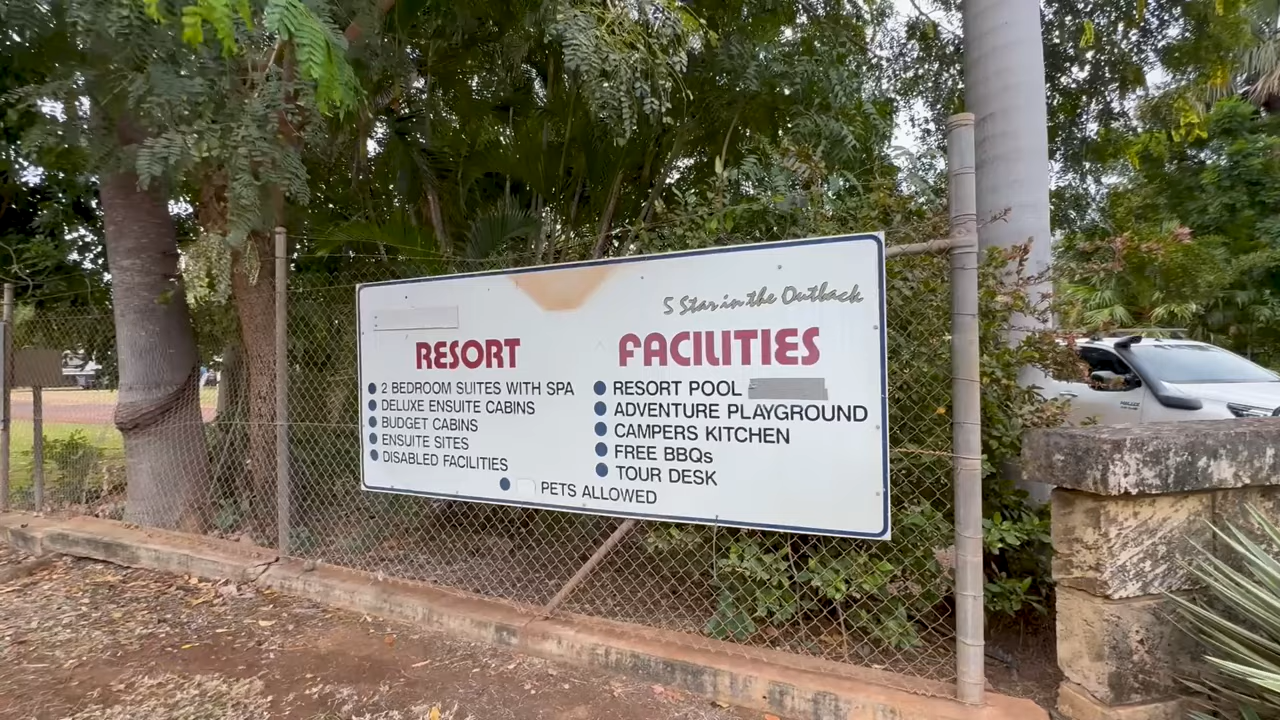 5 Star in the Outback
RESORT
2 BEDROOM SUITES WITH SPA
DELUXE ENSUITE CABINS
BUDGET CABINS
ENSUITE SITES
DISABLED FACILITIES
FACILITIES
RESORT POOL
ADVENTURE PLAYGROUND
CAMPERS KITCHEN
FREE BBQs
TOUR DESK
PETS ALLOWED